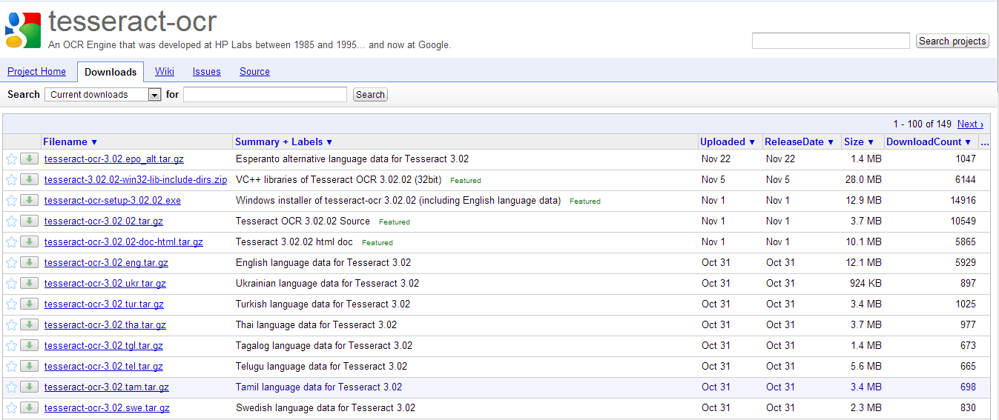 tesseract-ocr
An OCR Engine that was developed at HP Labs between 1985 and 1995... and now at Google.
Search projects
Project Home Downloads Wiki Issues Source
Search Current downloads for Search
1 - 100 of 149 Next ›
Filename ▼ Summary + Labels ▼ Uploaded ▼ ReleaseDate ▼ Size ▼ DownloadCount ▼ ...
tesseract-ocr-3.02.epo_alt.tar.gz Esperanto alternative language data for Tesseract 3.02 Nov 22 Nov 22 1.4 MB 1047
tesseract-3.02.02-win32-lib-include-dirs.zip VC++ libraries of Tesseract OCR 3.02.02 (32bit) Featured Nov 5 Nov 5 28.0 MB 6144
tesseract-ocr-setup-3.02.02.exe Windows installer of tesseract-ocr 3.02.02 (including English language data) Featured Nov 1 Nov 1 12.9 MB 14916
tesseract-ocr-3.02.02.tar.gz Tesseract OCR 3.02.02 Source Featured Nov 1 Nov 1 3.7 MB 10549
tesseract-ocr-3.02.02-doc-html.tar.gz Tesseract 3.02.02 html doc Featured Nov 1 Nov 1 10.1 MB 5865
tesseract-ocr-3.02.eng.tar.gz English language data for Tesseract 3.02 Oct 31 Oct 31 12.1 MB 5929
tesseract-ocr-3.02.ukr.tar.gz Ukrainian language data for Tesseract 3.02 Oct 31 Oct 31 924 KB 897
tesseract-ocr-3.02.tur.tar.gz Turkish language data for Tesseract 3.02 Oct 31 Oct 31 3.4 MB 1025
tesseract-ocr-3.02.tha.tar.gz Thai language data for Tesseract 3.02 Oct 31 Oct 31 3.7 MB 977
tesseract-ocr-3.02.tgl.tar.gz Tagalog language data for Tesseract 3.02 Oct 31 Oct 31 1.4 MB 673
tesseract-ocr-3.02.tel.tar.gz Telugu language data for Tesseract 3.02 Oct 31 Oct 31 5.6 MB 665
tesseract-ocr-3.02.tam.tar.gz Tamil language data for Tesseract 3.02 Oct 31 Oct 31 3.4 MB 698
tesseract-ocr-3.02.swe.tar.gz Swedish language data for Tesseract 3.02 Oct 31 Oct 31 2.3 MB 830